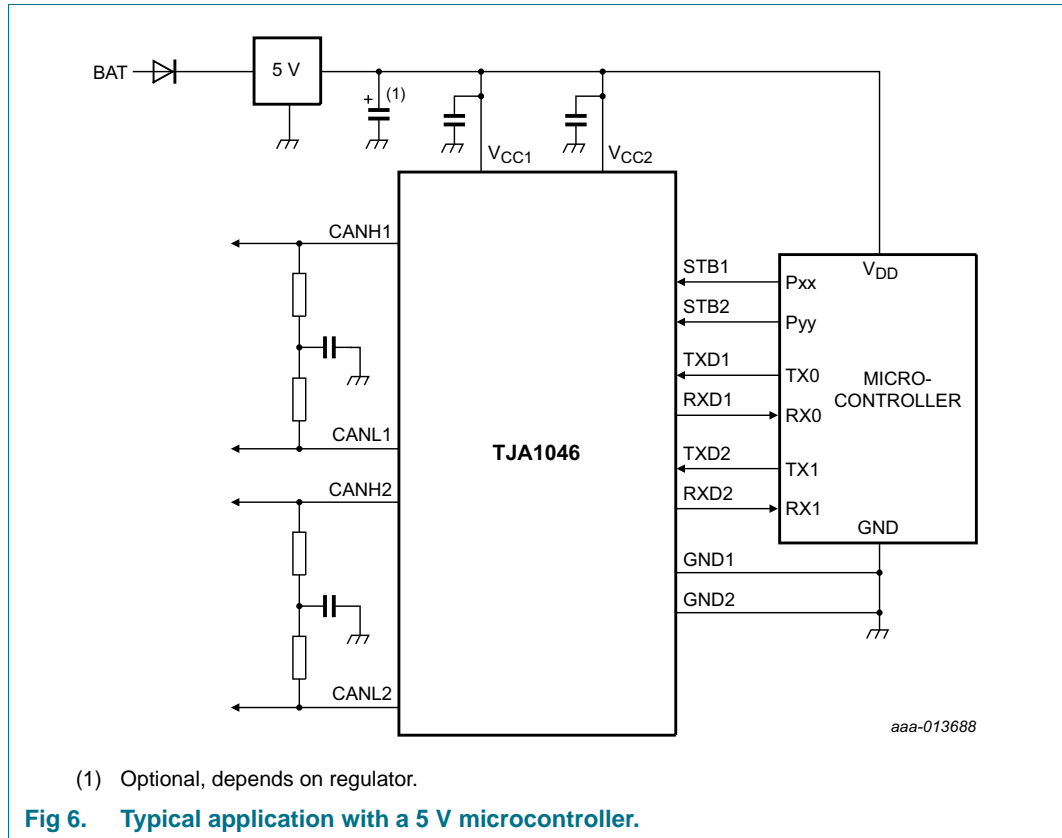 BAT
5 V
+
(1)
VCC1
VCC2
CANH1
CANL1
CANH2
CANL2
TJA1046
STB1
STB2
TXD1
RXD1
TXD2
RXD2
GND1
GND2
VDD
Pxx
Pyy
TX0
RX0
TX1
RX1
MICRO-
CONTROLLER
GND
aaa-013688
(1) Optional, depends on regulator.
Fig 6. Typical application with a 5 V microcontroller.